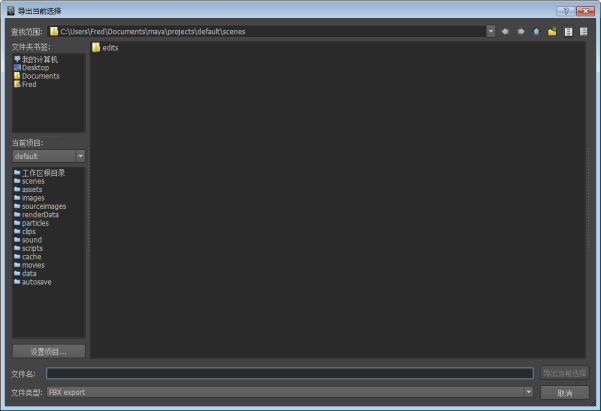 导出当前选择
查找范围: C:\Users\Fred\Documents\maya\projects\default\scenes
文件夹书签:
我的计算机
Desktop
Documents
Fred
edits
当前项目:
default
工作区根目录
scenes
assets
images
sourceimages
renderData
particles
clips
sound
scripts
cache
movies
data
autosave
设置项目...
文件名:
导出当前选择
文件类型: FBX export
取消